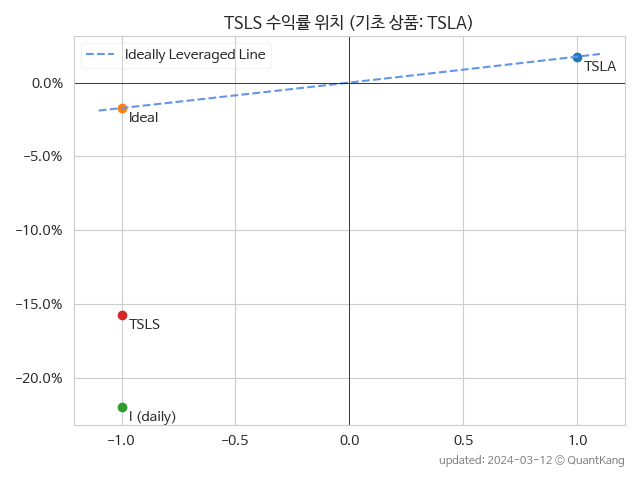 TSLS 수익률 위치 (기초 상품: TSLA)
Ideally Leveraged Line
TSLA
0.0%
Ideal
−5.0%
−10.0%
−15.0%
TSLS
−20.0%
I (daily)
−1.0 −0.5 0.0 0.5 1.0
updated: 2024-03-12 © QuantKang